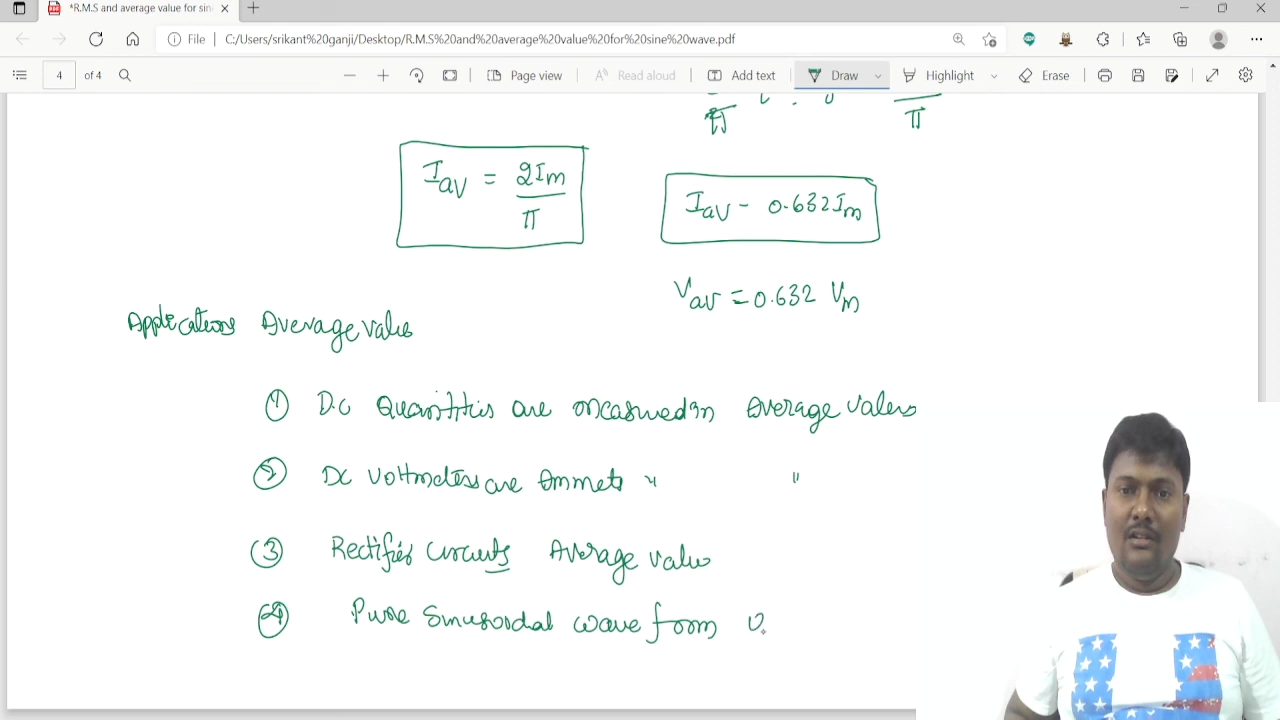 *R.M.S and average value for sin
File C:/Users/srikant%20ganji/Desktop/R.M.S%20and%20average%20value%20for%20sine%20wave.pdf
4 of 4 Page view Read aloud Add text Draw Highlight Erase
π π
Iav = 2Im/π
Iav - 0.632Im
Vav = 0.632 Vm
Applications Average value
① D.C Quantities are measured in Average values
② DC Voltmeters are Ammets " "
③ Rectifier Circuits Average value
④ Pure Sinusoidal wave form